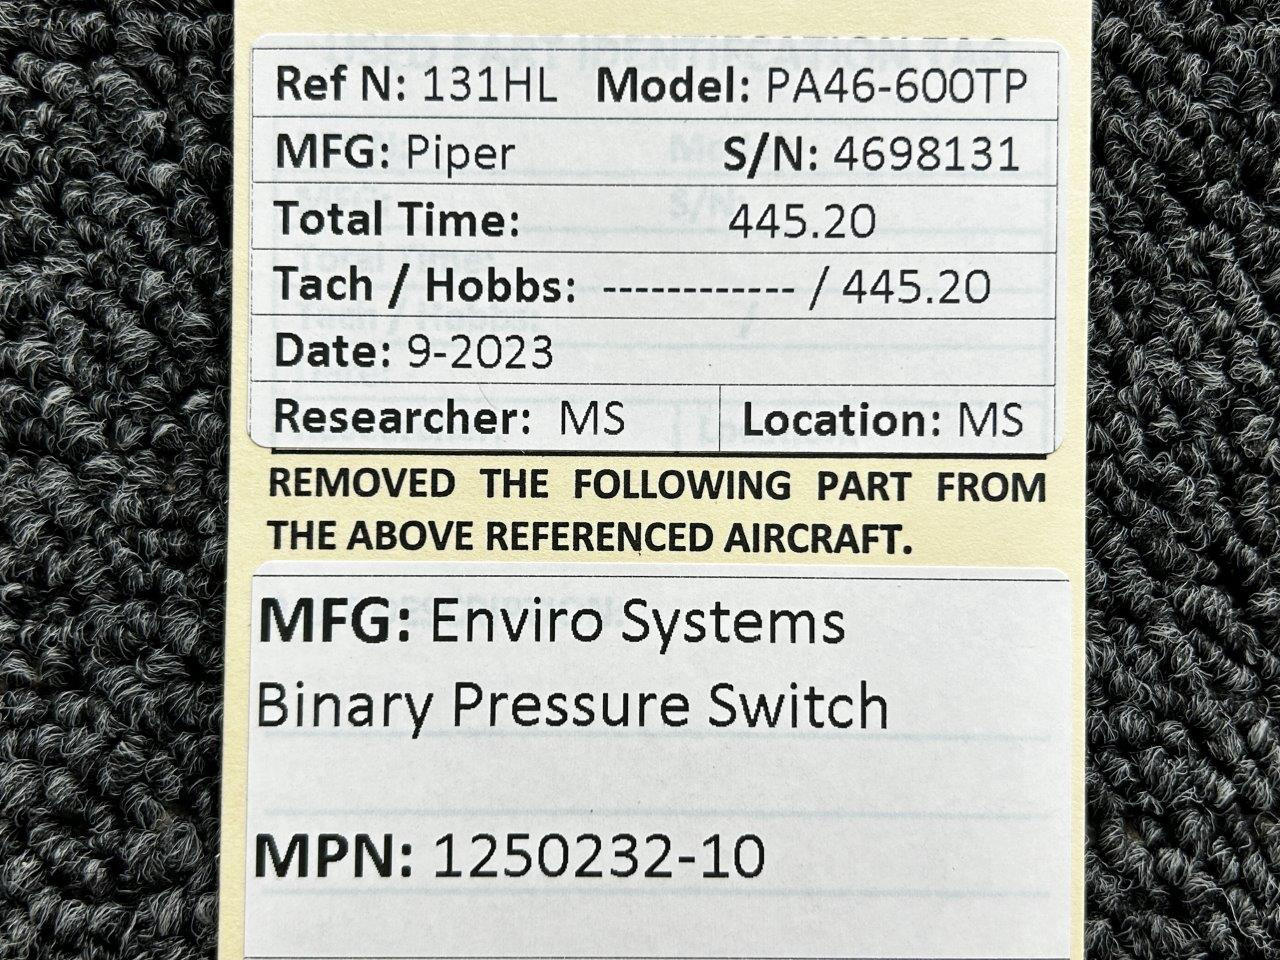 Ref N: 131HL Model: PA46-600TP
MFG: Piper S/N: 4698131
Total Time: 445.20
Tach / Hobbs: ------------ / 445.20
Date: 9-2023
Researcher: MS Location: MS
REMOVED THE FOLLOWING PART FROM
THE ABOVE REFERENCED AIRCRAFT.
MFG: Enviro Systems
Binary Pressure Switch
MPN: 1250232-10